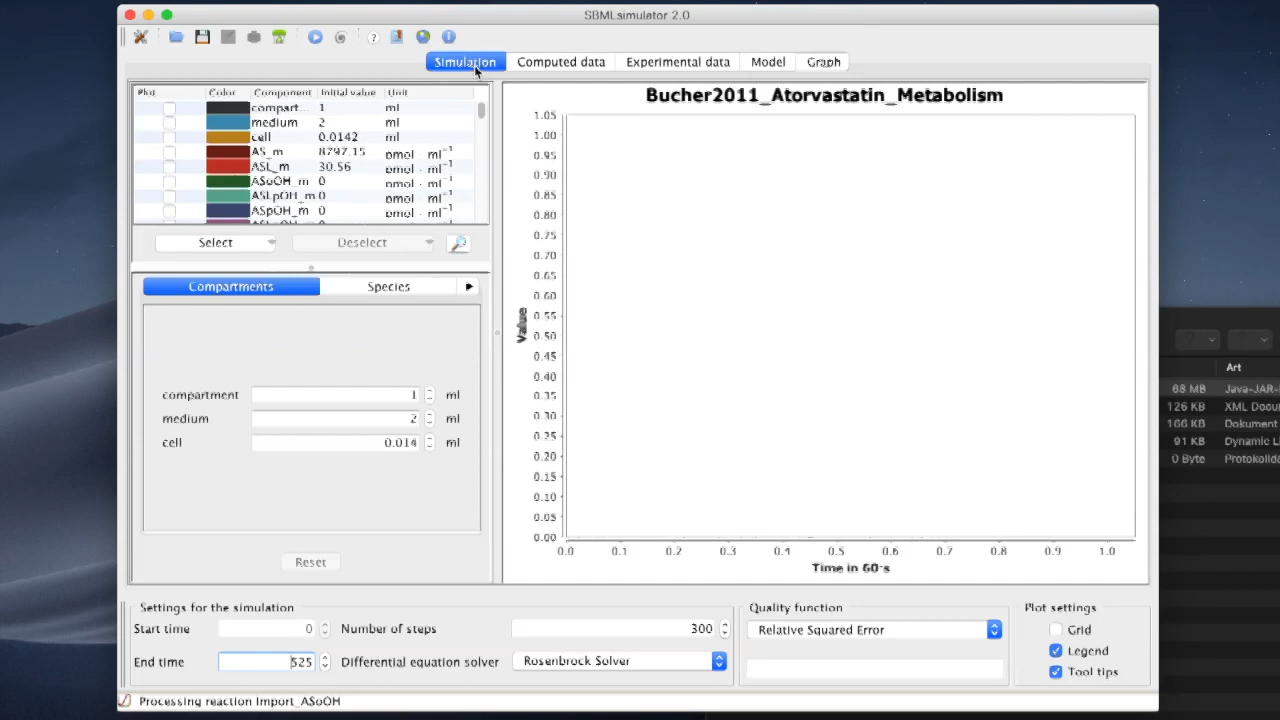 SBMLsimulator 2.0
Simulation
Computed data
Experimental data
Model
Graph
Plot Color Component Initial value Unit
compart... 1 ml
medium 2 ml
cell 0.0142 ml
AS_m 8797.15 pmol · ml⁻¹
ASL_m 30.56 pmol · ml⁻¹
ASoOH_m 0 pmol · ml⁻¹
ASLpOH_m 0 pmol · ml⁻¹
ASpOH_m 0 pmol · ml⁻¹
Select
Deselect
Compartments
Species
compartment 1 ml
medium 2 ml
cell 0.014 ml
Reset
Bucher2011_Atorvastatin_Metabolism
1.05
1.00
0.95
0.90
0.85
0.80
0.75
0.70
0.65
0.60
0.55
0.50
0.45
0.40
0.35
0.30
0.25
0.20
0.15
0.10
0.05
0.00
Value
0.0 0.1 0.2 0.3 0.4 0.5 0.6 0.7 0.8 0.9 1.0
Time in 60·s
Art
68 MB Java-JAR-
126 KB XML Docu
166 KB Dokument
91 KB Dynamic Li
0 Byte Protokollda
Settings for the simulation
Start time 0
Number of steps 300
End time 525
Differential equation solver Rosenbrock Solver
Quality function
Relative Squared Error
Plot settings
Grid
Legend
Tool tips
Processing reaction Import_ASoOH